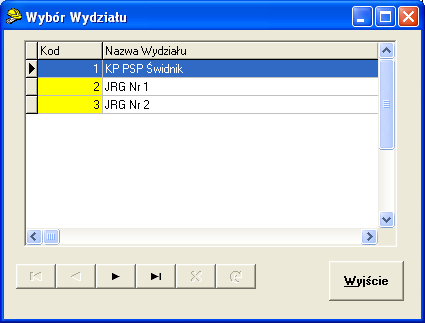 Wybór Wydziału
Kod Nazwa Wydziału
1 KP PSP Świdnik
2 JRG Nr 1
3 JRG Nr 2
Wyjście